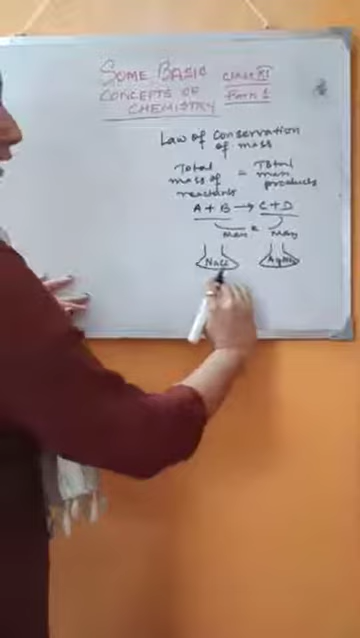 SOME BASIC CLASS XI
CONCEPTS OF PART 1
CHEMISTRY
Law of conservation
of mass
Total mass of reactants = Total mass products
A + B → C + D
mass = mass
NaCl